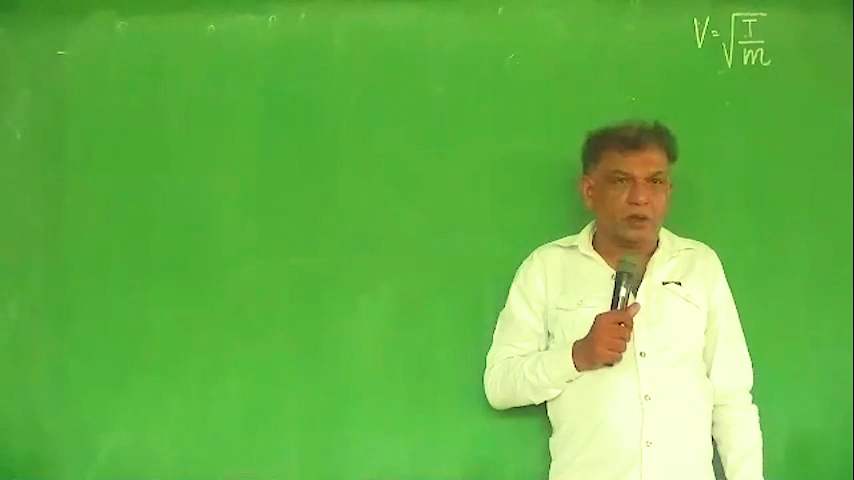 V = √(T/m)